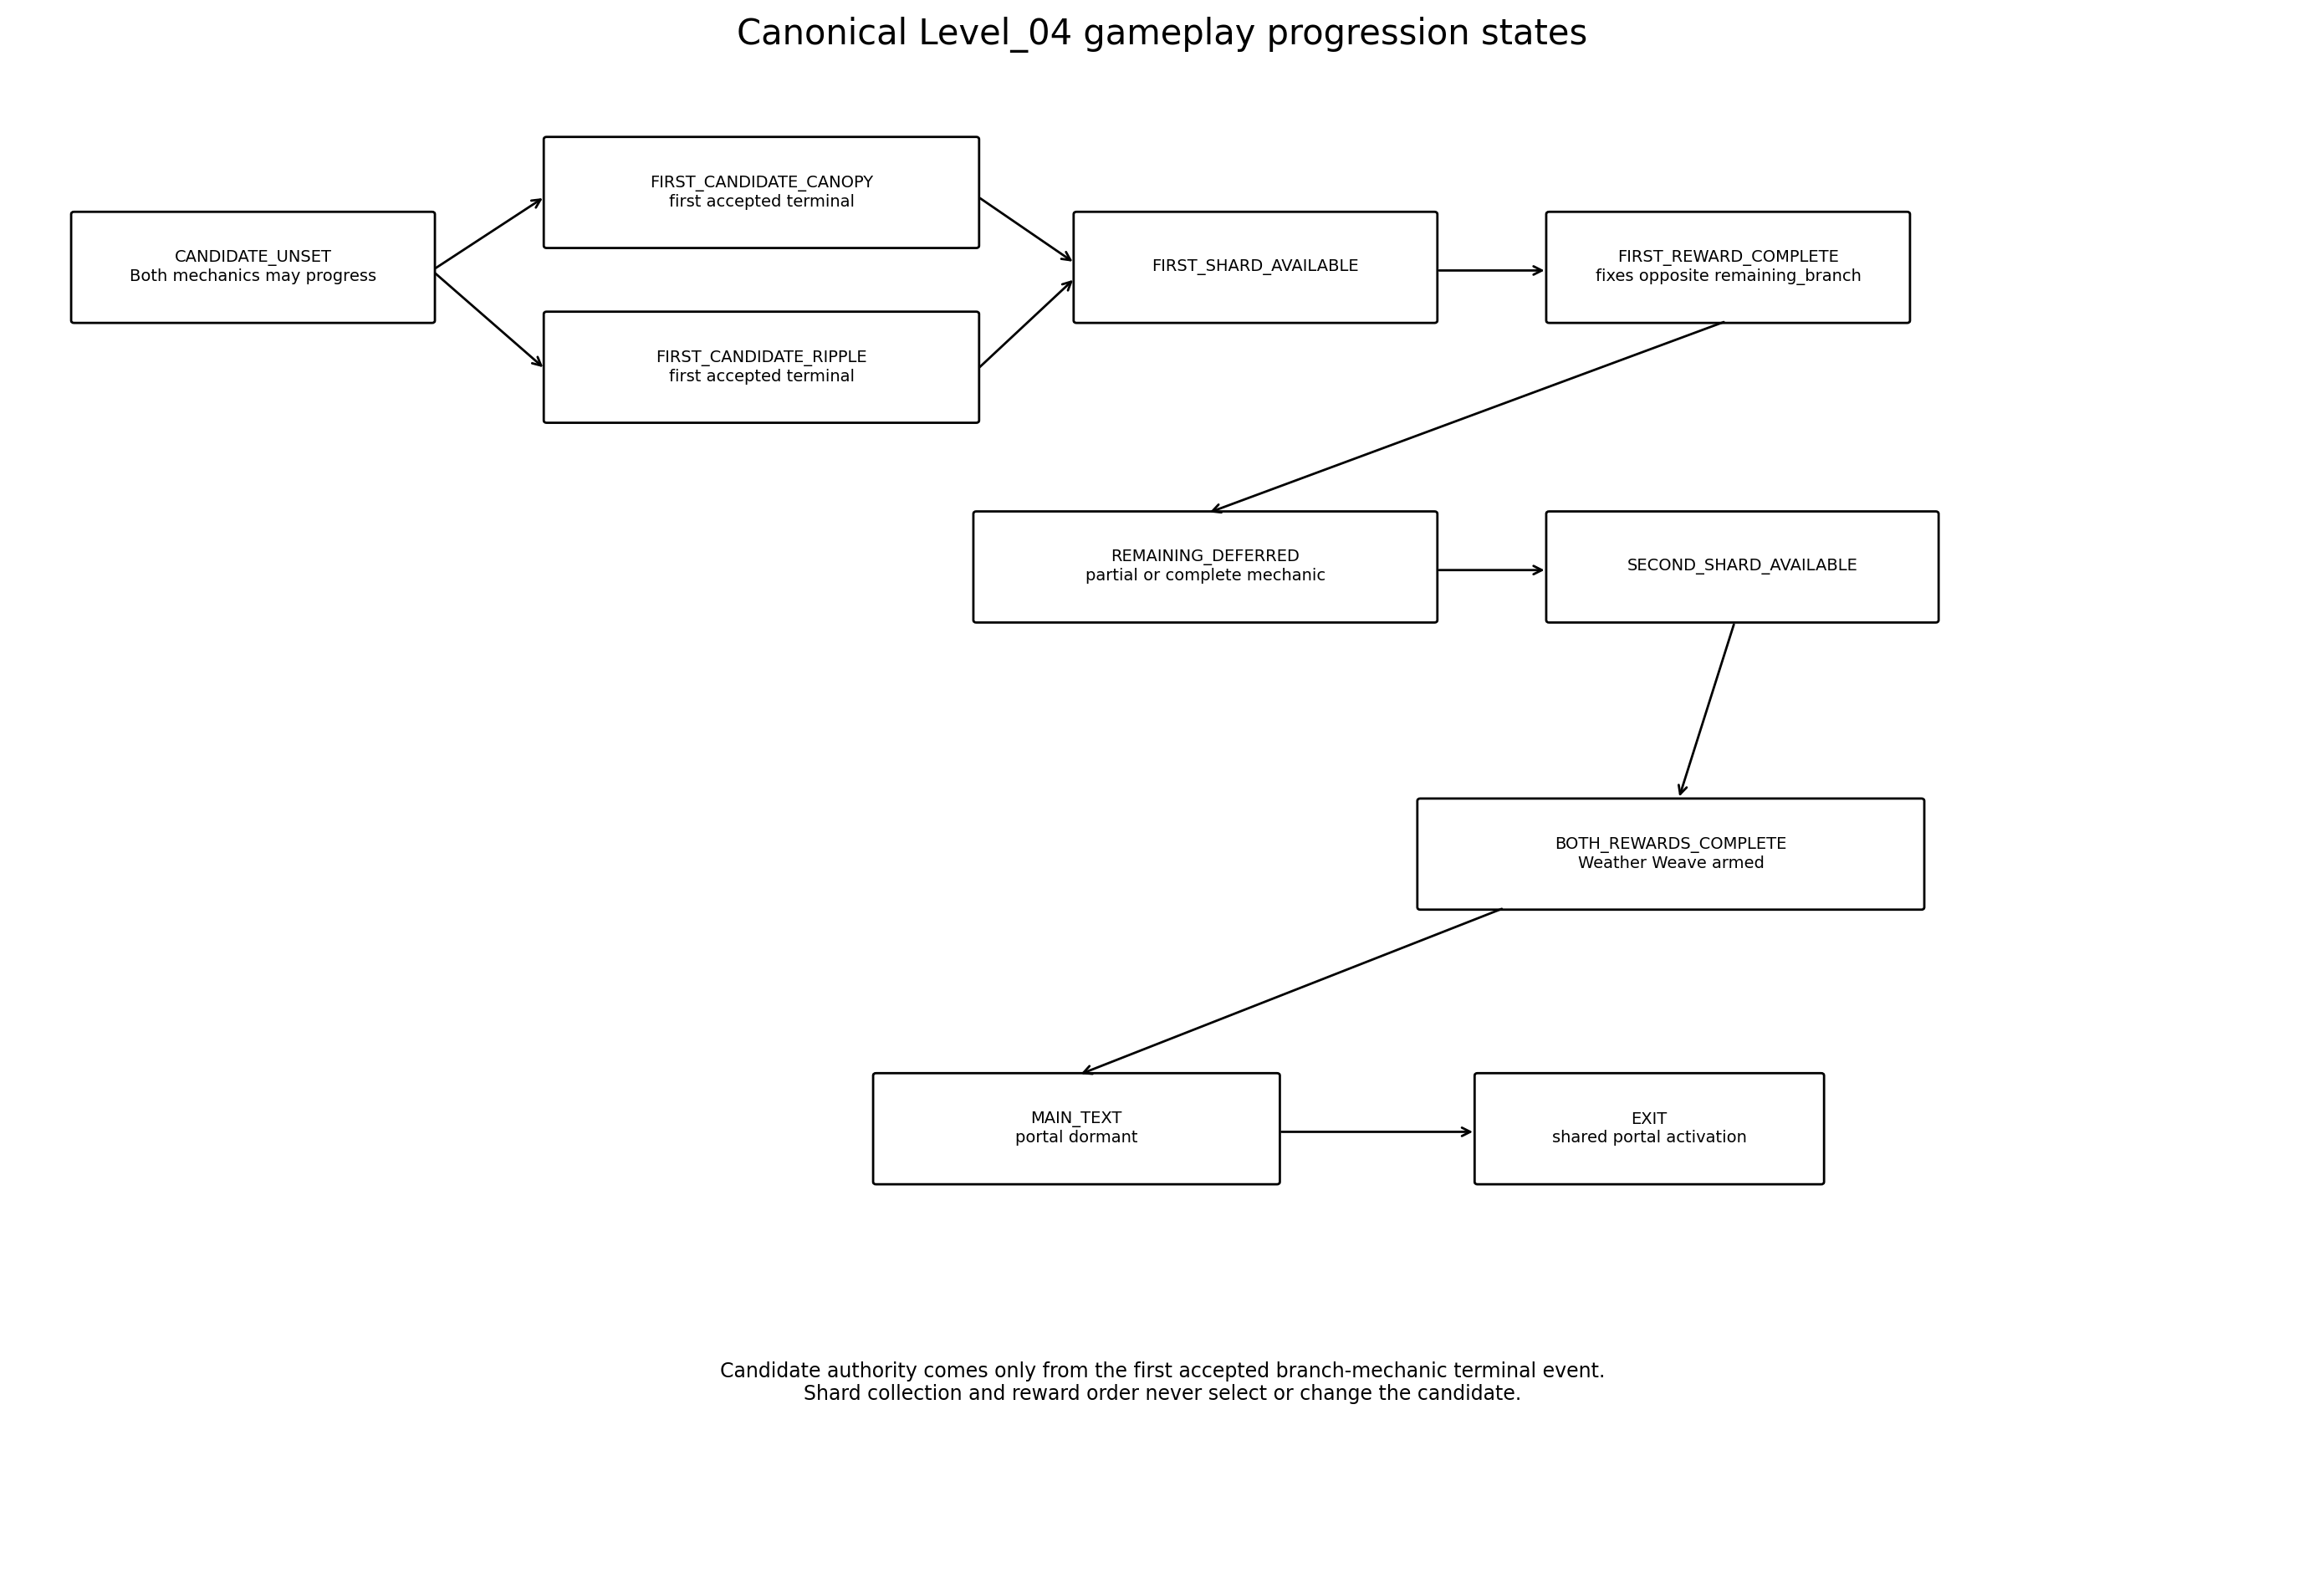 Canonical Level_04 gameplay progression states
CANDIDATE_UNSET
Both mechanics may progress
FIRST_CANDIDATE_CANOPY
first accepted terminal
FIRST_CANDIDATE_RIPPLE
first accepted terminal
FIRST_SHARD_AVAILABLE
FIRST_REWARD_COMPLETE
fixes opposite remaining_branch
REMAINING_DEFERRED
partial or complete mechanic
SECOND_SHARD_AVAILABLE
BOTH_REWARDS_COMPLETE
Weather Weave armed
MAIN_TEXT
portal dormant
EXIT
shared portal activation
Candidate authority comes only from the first accepted branch-mechanic terminal event.
Shard collection and reward order never select or change the candidate.